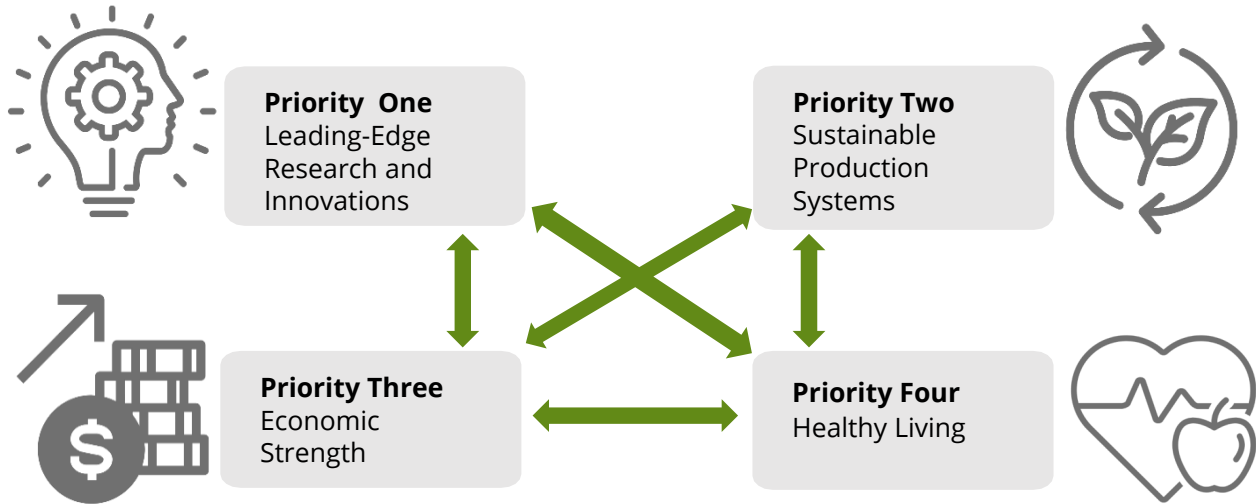 Priority  One
Leading-Edge
Research and
Innovations
Priority Two
Sustainable
Production
Systems
Priority Three
Economic
Strength
Priority Four
Healthy Living
$